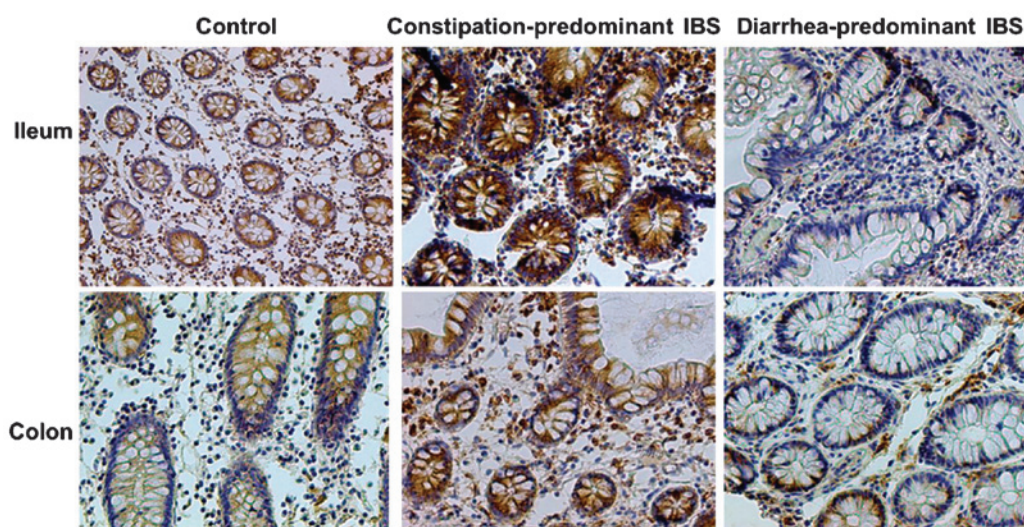 Control
Constipation-predominant IBS
Diarrhea-predominant IBS
Ileum
Colon